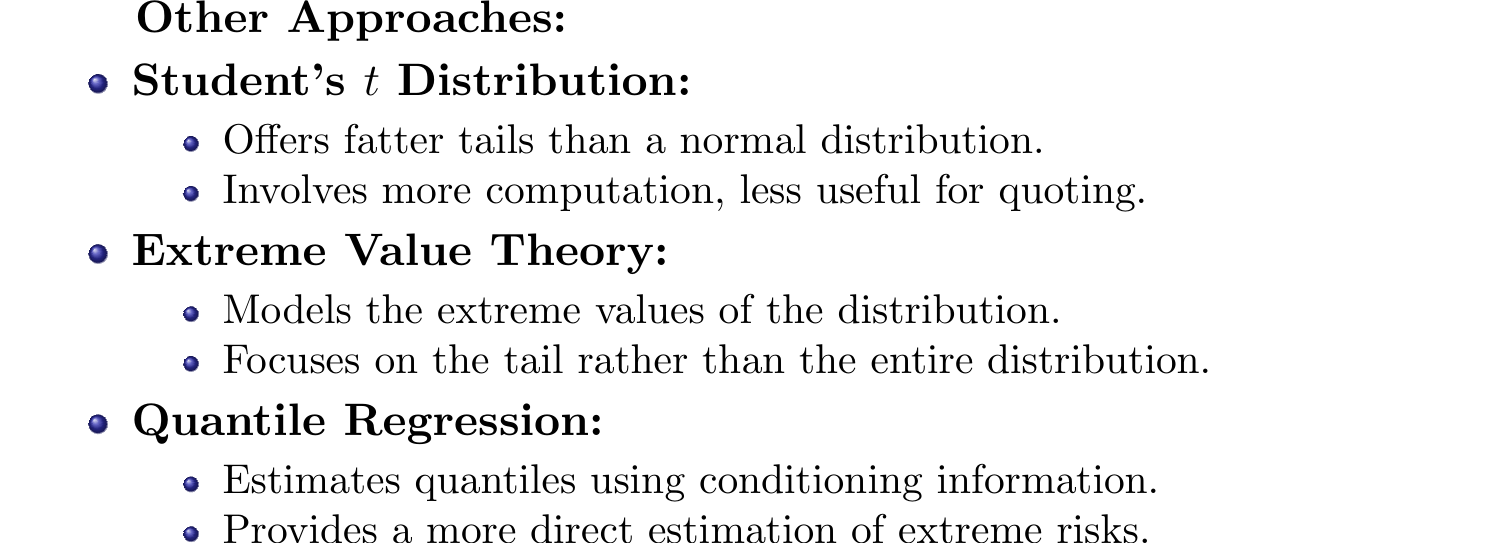 Other Approaches:
Student's t Distribution:
Offers fatter tails than a normal distribution.
Involves more computation, less useful for quoting.
Extreme Value Theory:
Models the extreme values of the distribution.
Focuses on the tail rather than the entire distribution.
Quantile Regression:
Estimates quantiles using conditioning information.
Provides a more direct estimation of extreme risks.